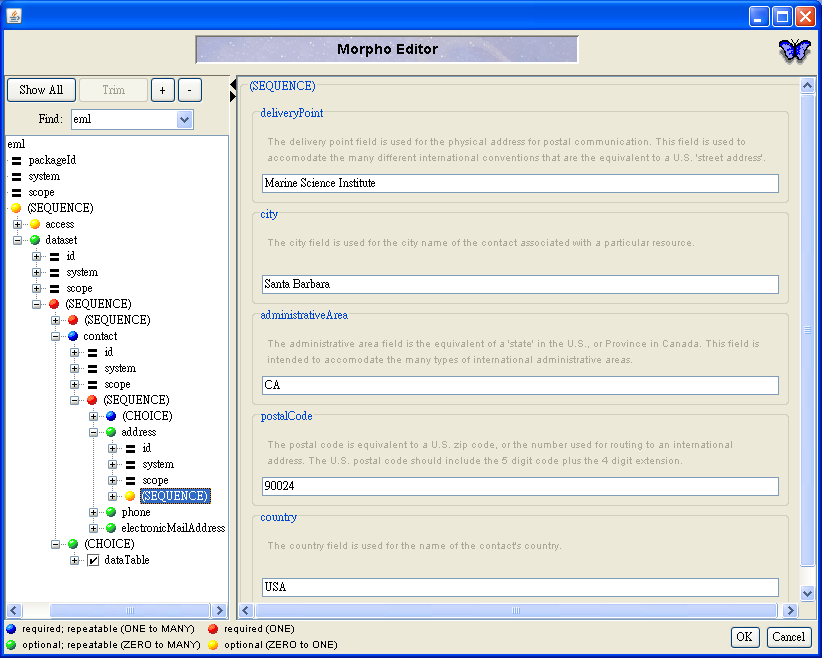 Morpho Editor
Show All
Trim
+
-
Find:
eml
eml
packageId
system
scope
(SEQUENCE)
access
dataset
id
system
scope
(SEQUENCE)
(SEQUENCE)
contact
id
system
scope
(SEQUENCE)
(CHOICE)
address
id
system
scope
(SEQUENCE)
phone
electronicMailAddress
(CHOICE)
dataTable
(SEQUENCE)
deliveryPoint
The delivery point field is used for the physical address for postal communication. This field is used to
accomodate the many different international conventions that are the equivalent to a U.S. 'street address'.
Marine Science Institute
city
The city field is used for the city name of the contact associated with a particular resource.
Santa Barbara
administrativeArea
The administrative area field is the equivalent of a 'state' in the U.S., or Province in Canada. This field is
intended to accomodate the many types of international administrative areas.
CA
postalCode
The postal code is equivalent to a U.S. zip code, or the number used for routing to an international
address. The U.S. postal code should include the 5 digit code plus the 4 digit extension.
90024
country
The country field is used for the name of the contact's country.
USA
required; repeatable (ONE to MANY)
required (ONE)
optional; repeatable (ZERO to MANY)
optional (ZERO to ONE)
OK
Cancel